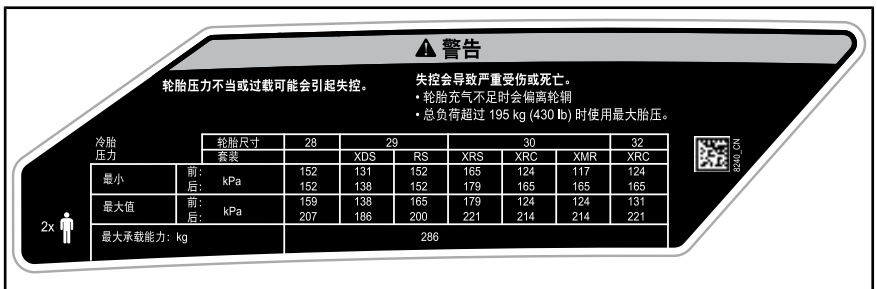 警告
轮胎压力不当或过载可能会引起失控。
失控会导致严重受伤或死亡。
• 轮胎充气不足时会偏离轮辋
• 总负荷超过 195 kg (430 lb) 时使用最大胎压。
冷胎压力 轮胎尺寸 28 29 30 32
套装 XDS RS XRS XRC XMR XRC
最小 前: kPa 152 131 152 165 124 117 124
后: 152 138 152 179 165 165 165
最大值 前: kPa 159 138 165 179 124 124 131
后: 207 186 200 221 214 214 221
2x
最大承载能力: kg 286
8240_CN